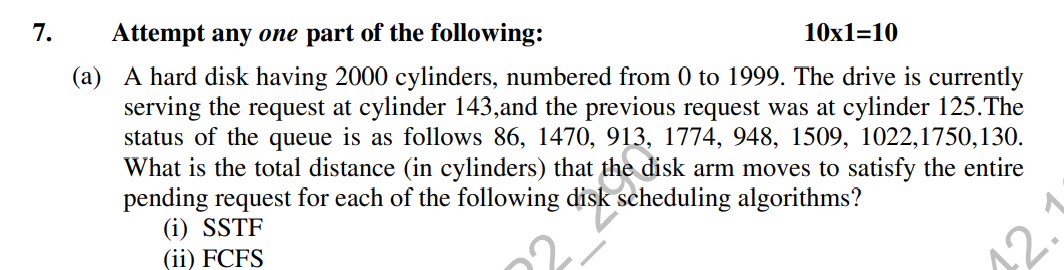 7. Attempt any one part of the following: 10x1=10
(a) A hard disk having 2000 cylinders, numbered from 0 to 1999. The drive is currently
serving the request at cylinder 143,and the previous request was at cylinder 125.The
status of the queue is as follows 86, 1470, 913, 1774, 948, 1509, 1022,1750,130.
What is the total distance (in cylinders) that the disk arm moves to satisfy the entire
pending request for each of the following disk scheduling algorithms?
(i) SSTF
(ii) FCFS